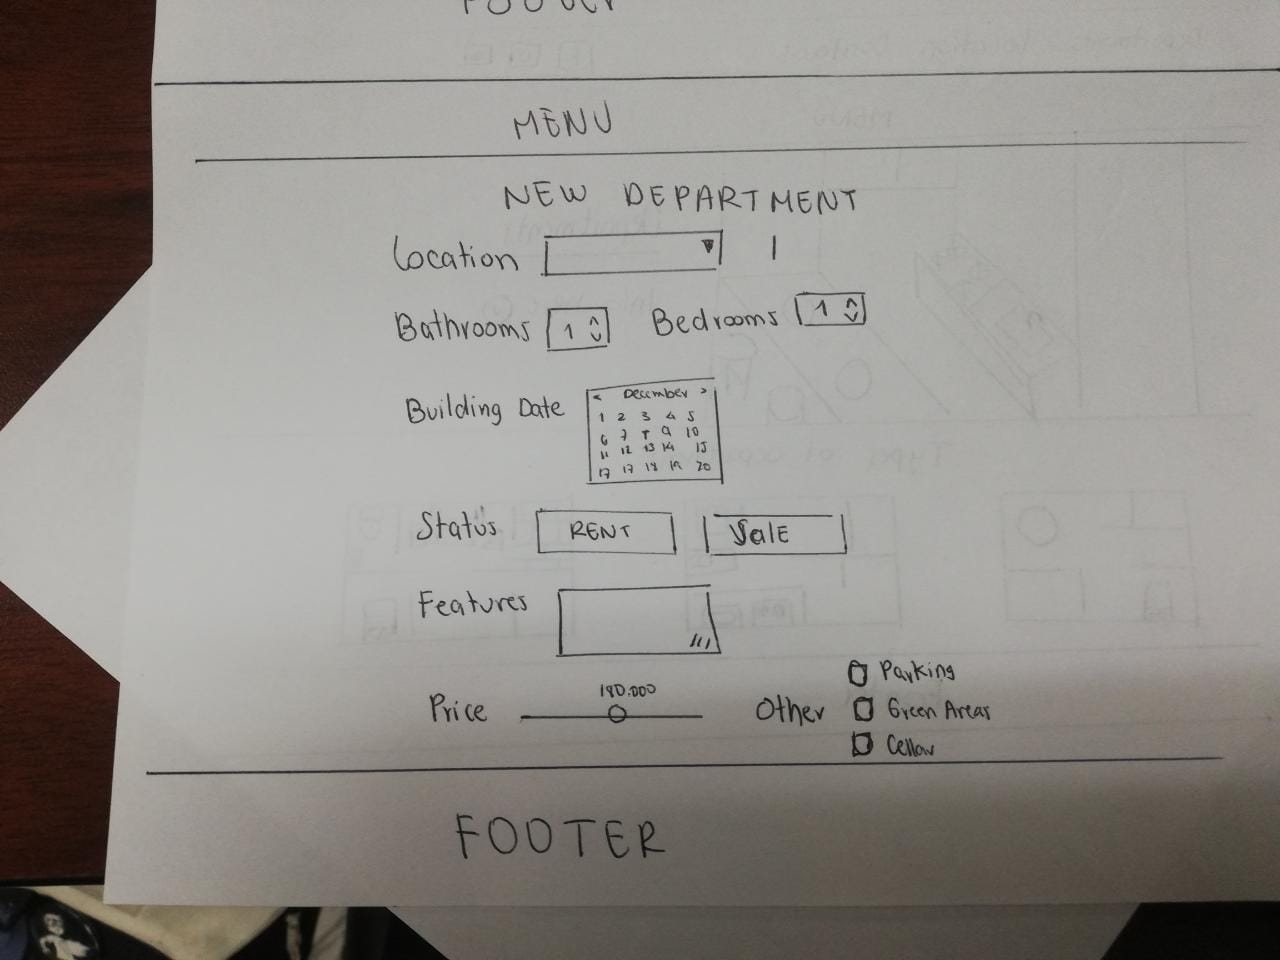 FOOTER
MENU
NEW DEPARTMENT
Location
Bathrooms 1 Bedrooms 1
Building Date < December >
1 2 3 4 5
6 7 8 9 10
11 12 13 14 15
17 17 18 19 20
Status RENT Sale
Features
Parking
Price 180.000 Other Green Areas
Cellar
FOOTER